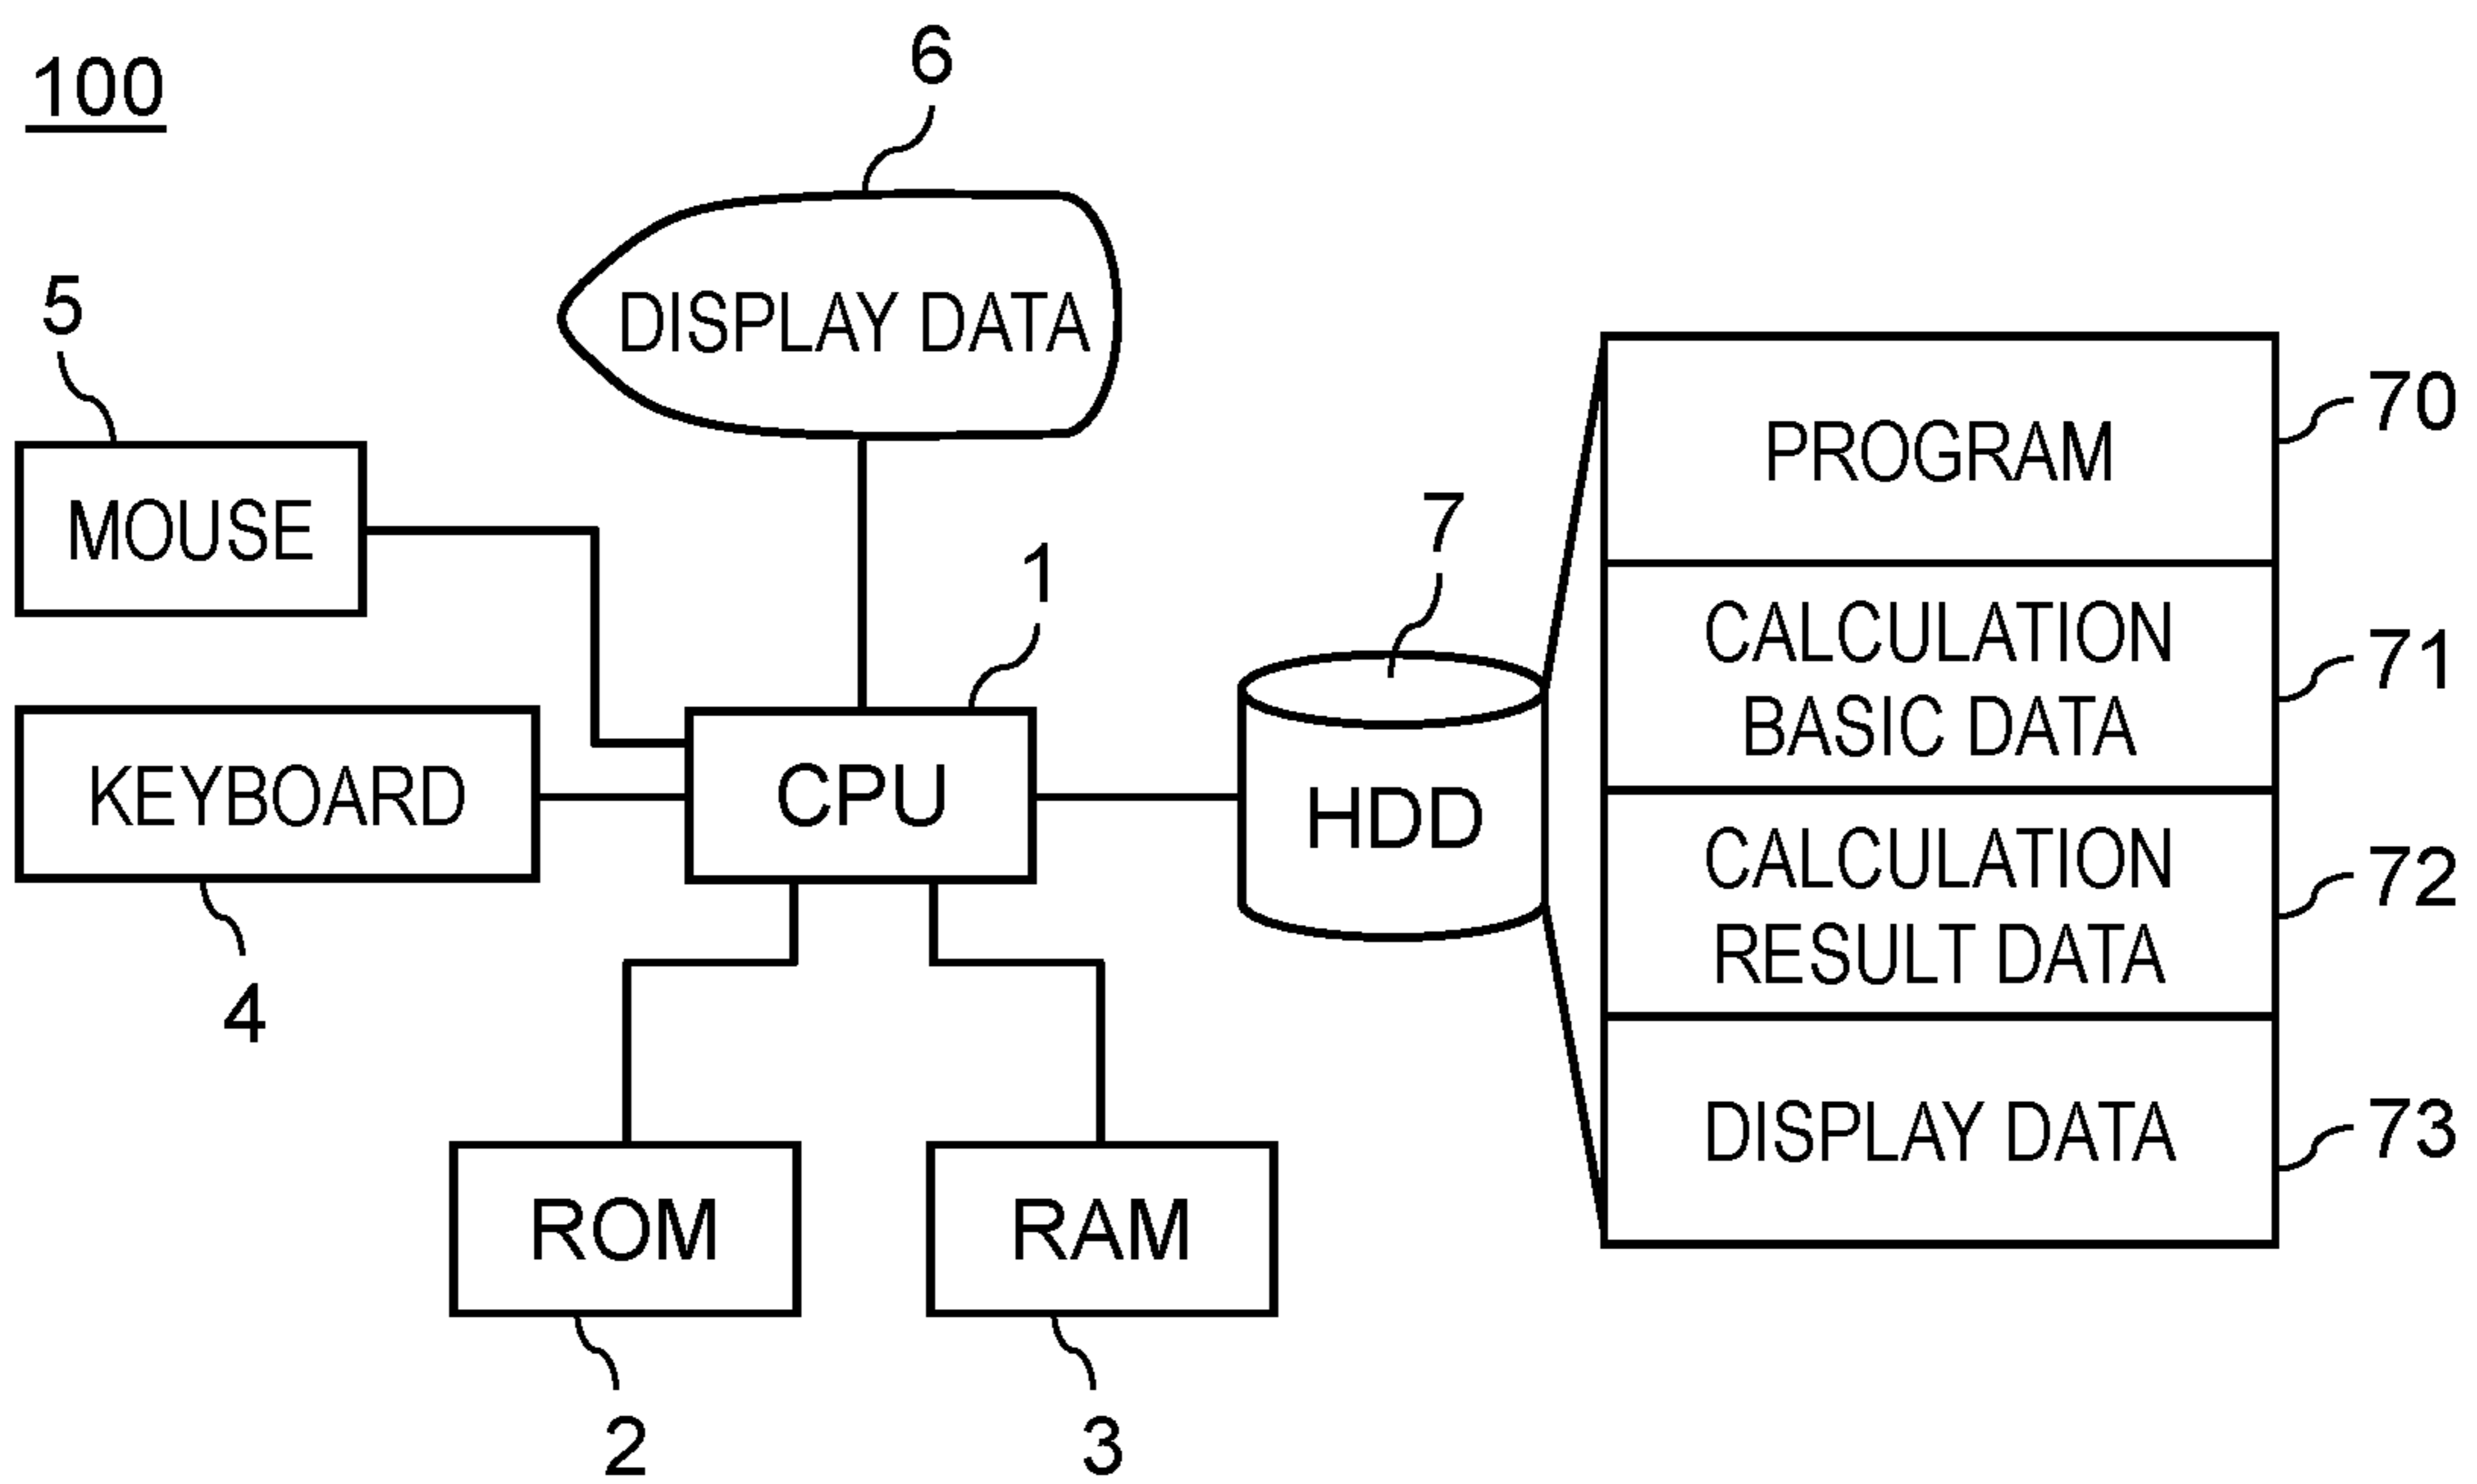 100
6
DISPLAY DATA
5
MOUSE
1
7
KEYBOARD
4
CPU
HDD
ROM
2
RAM
3
PROGRAM
70
CALCULATION
BASIC DATA
71
CALCULATION
RESULT DATA
72
DISPLAY DATA
73